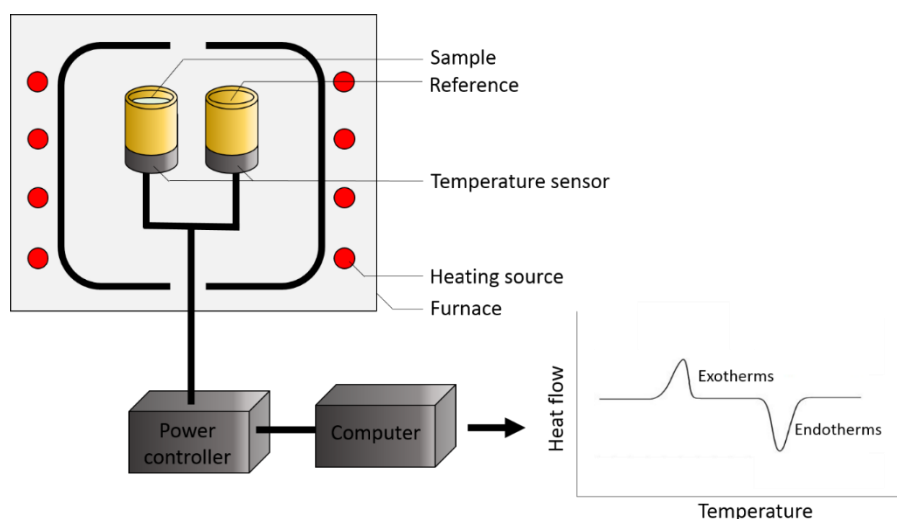 Sample
Reference
Temperature sensor
Heating source
Furnace
Power
controller
Computer
Heat flow
Exotherms
Endotherms
Temperature